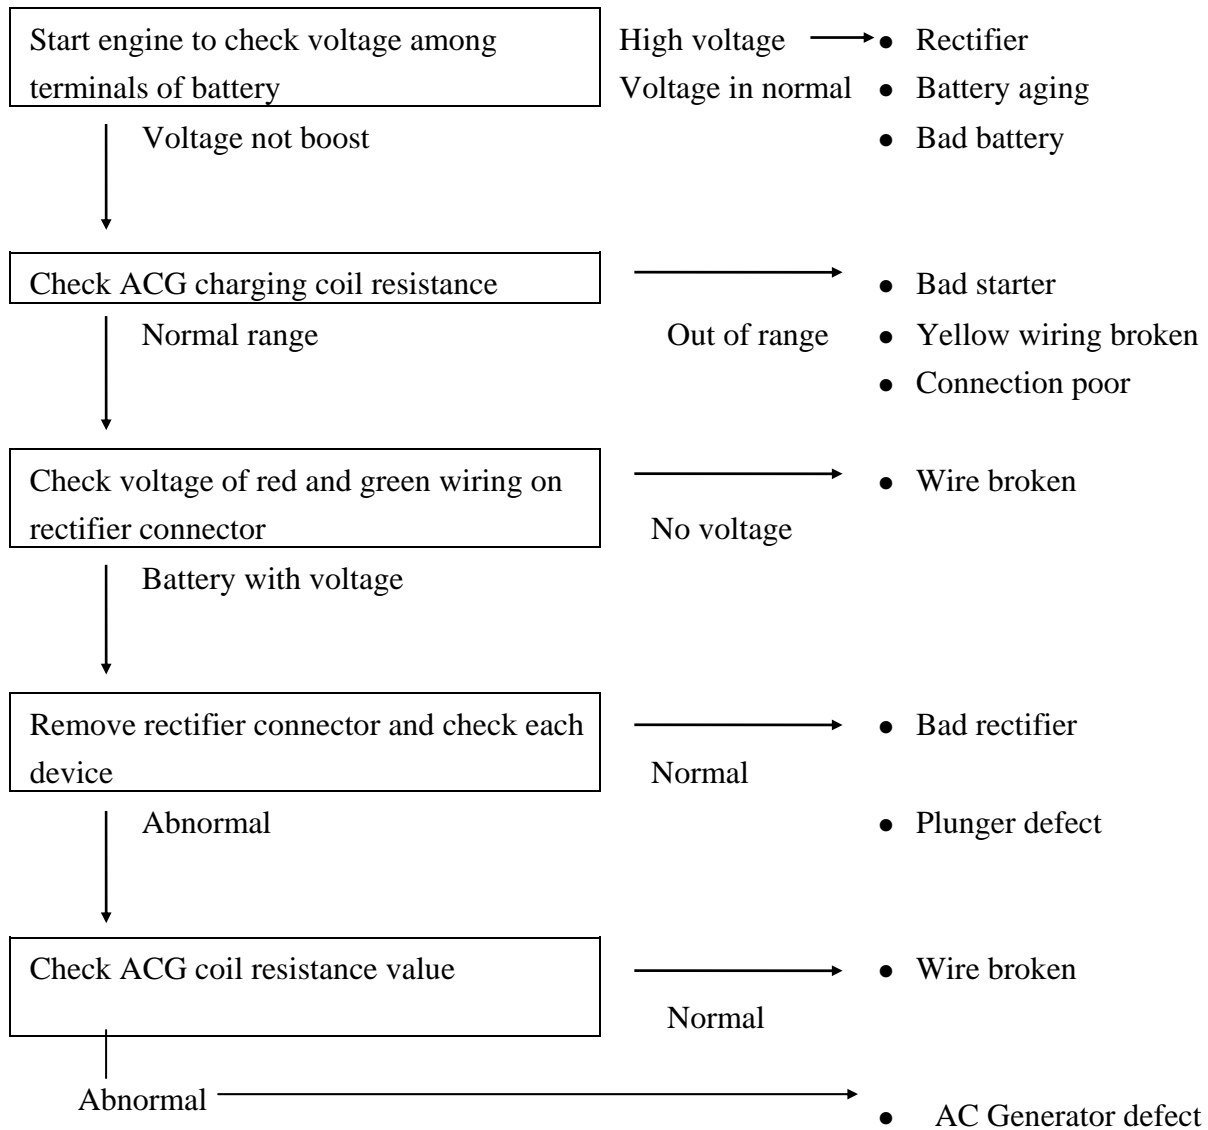 Start engine to check voltage among
terminals of battery
High voltage
Voltage in normal
● Rectifier
● Battery aging
● Bad battery
Voltage not boost
Check ACG charging coil resistance
Normal range
Out of range
● Bad starter
● Yellow wiring broken
● Connection poor
Check voltage of red and green wiring on
rectifier connector
No voltage
● Wire broken
Battery with voltage
Remove rectifier connector and check each
device
Normal
● Bad rectifier
Abnormal
● Plunger defect
Check ACG coil resistance value
Normal
● Wire broken
Abnormal
● AC Generator defect